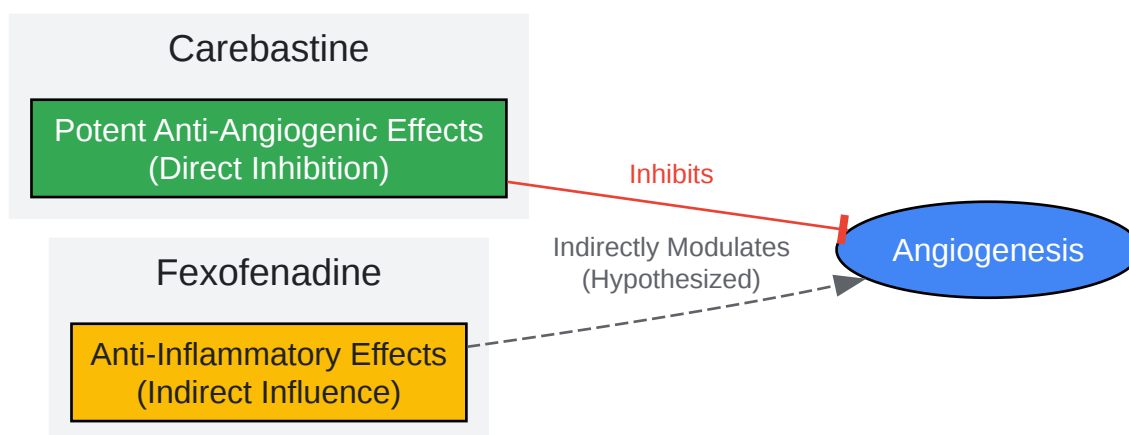 Carebastine
Potent Anti-Angiogenic Effects
(Direct Inhibition)
Inhibits
Angiogenesis
Indirectly Modulates
(Hypothesized)
Fexofenadine
Anti-Inflammatory Effects
(Indirect Influence)